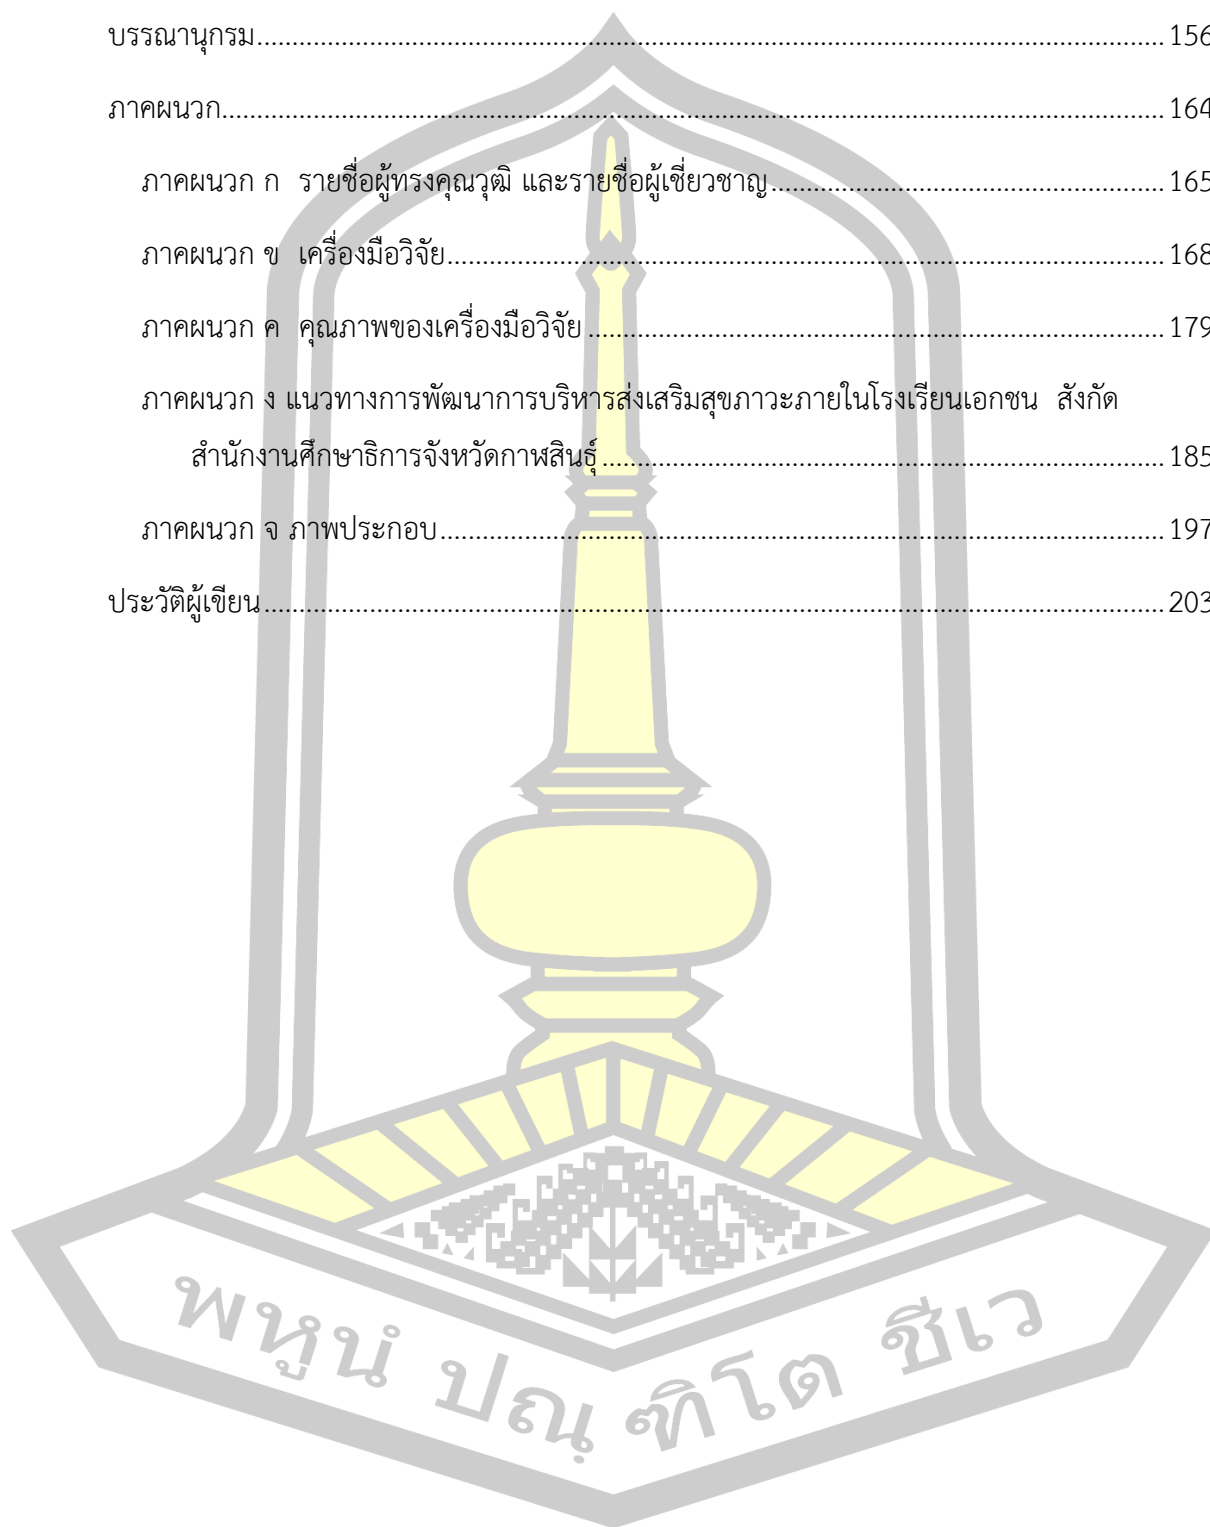 บรรณานุกรม.......... 156
ภาคผนวก.......... 164
ภาคผนวก ก  รายชื่อผู้ทรงคุณวุฒิ และรายชื่อผู้เชี่ยวชาญ.......... 165
ภาคผนวก ข  เครื่องมือวิจัย.......... 168
ภาคผนวก ค  คุณภาพของเครื่องมือวิจัย.......... 179
ภาคผนวก ง แนวทางการพัฒนาการบริหารส่งเสริมสุขภาวะภายในโรงเรียนเอกชน  สังกัด
สำนักงานศึกษาธิการจังหวัดกาฬสินธุ์.......... 185
ภาคผนวก จ ภาพประกอบ.......... 197
ประวัติผู้เขียน.......... 203
พหูนํ ปณฺฑิโต ชีเว